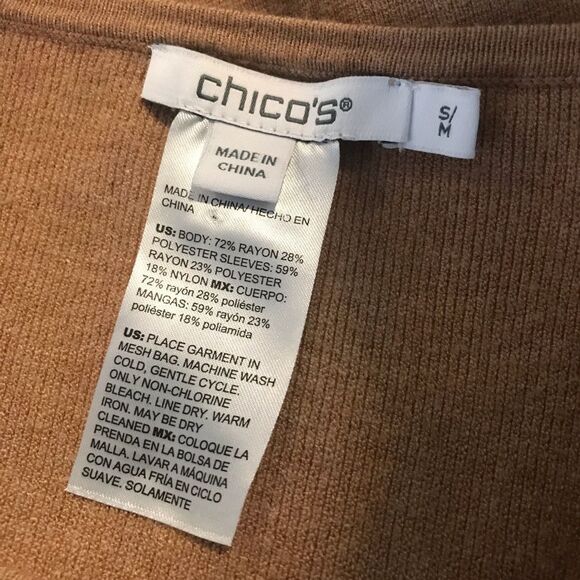 chico's®
S/
M
MADE IN
CHINA
MADE IN CHINA/HECHO EN
CHINA
US: BODY: 72% RAYON 28%
POLYESTER SLEEVES: 59%
RAYON 23% POLYESTER
18% NYLON MX: CUERPO:
72% rayón 28% poliéster
MANGAS: 59% rayón 23%
poliéster 18% poliamida
US: PLACE GARMENT IN
MESH BAG. MACHINE WASH
COLD, GENTLE CYCLE.
ONLY NON-CHLORINE
BLEACH. LINE DRY. WARM
IRON. MAY BE DRY
CLEANED MX: COLOQUE LA
PRENDA EN LA BOLSA DE
MALLA. LAVAR A MÁQUINA
CON AGUA FRÍA EN CICLO
SUAVE. SOLAMENTE